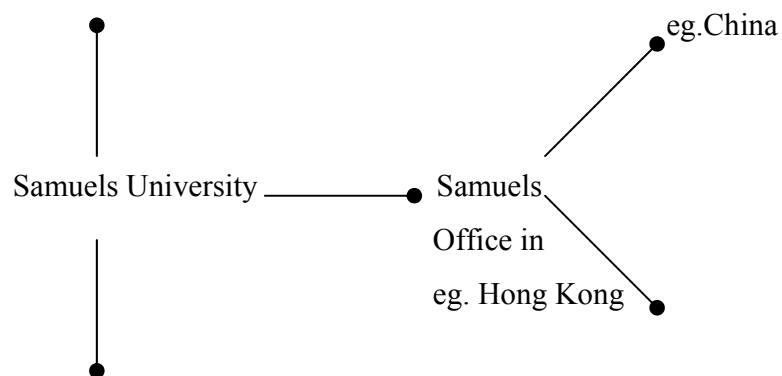 eg.China
Samuels University
Samuels
Office in
eg. Hong Kong